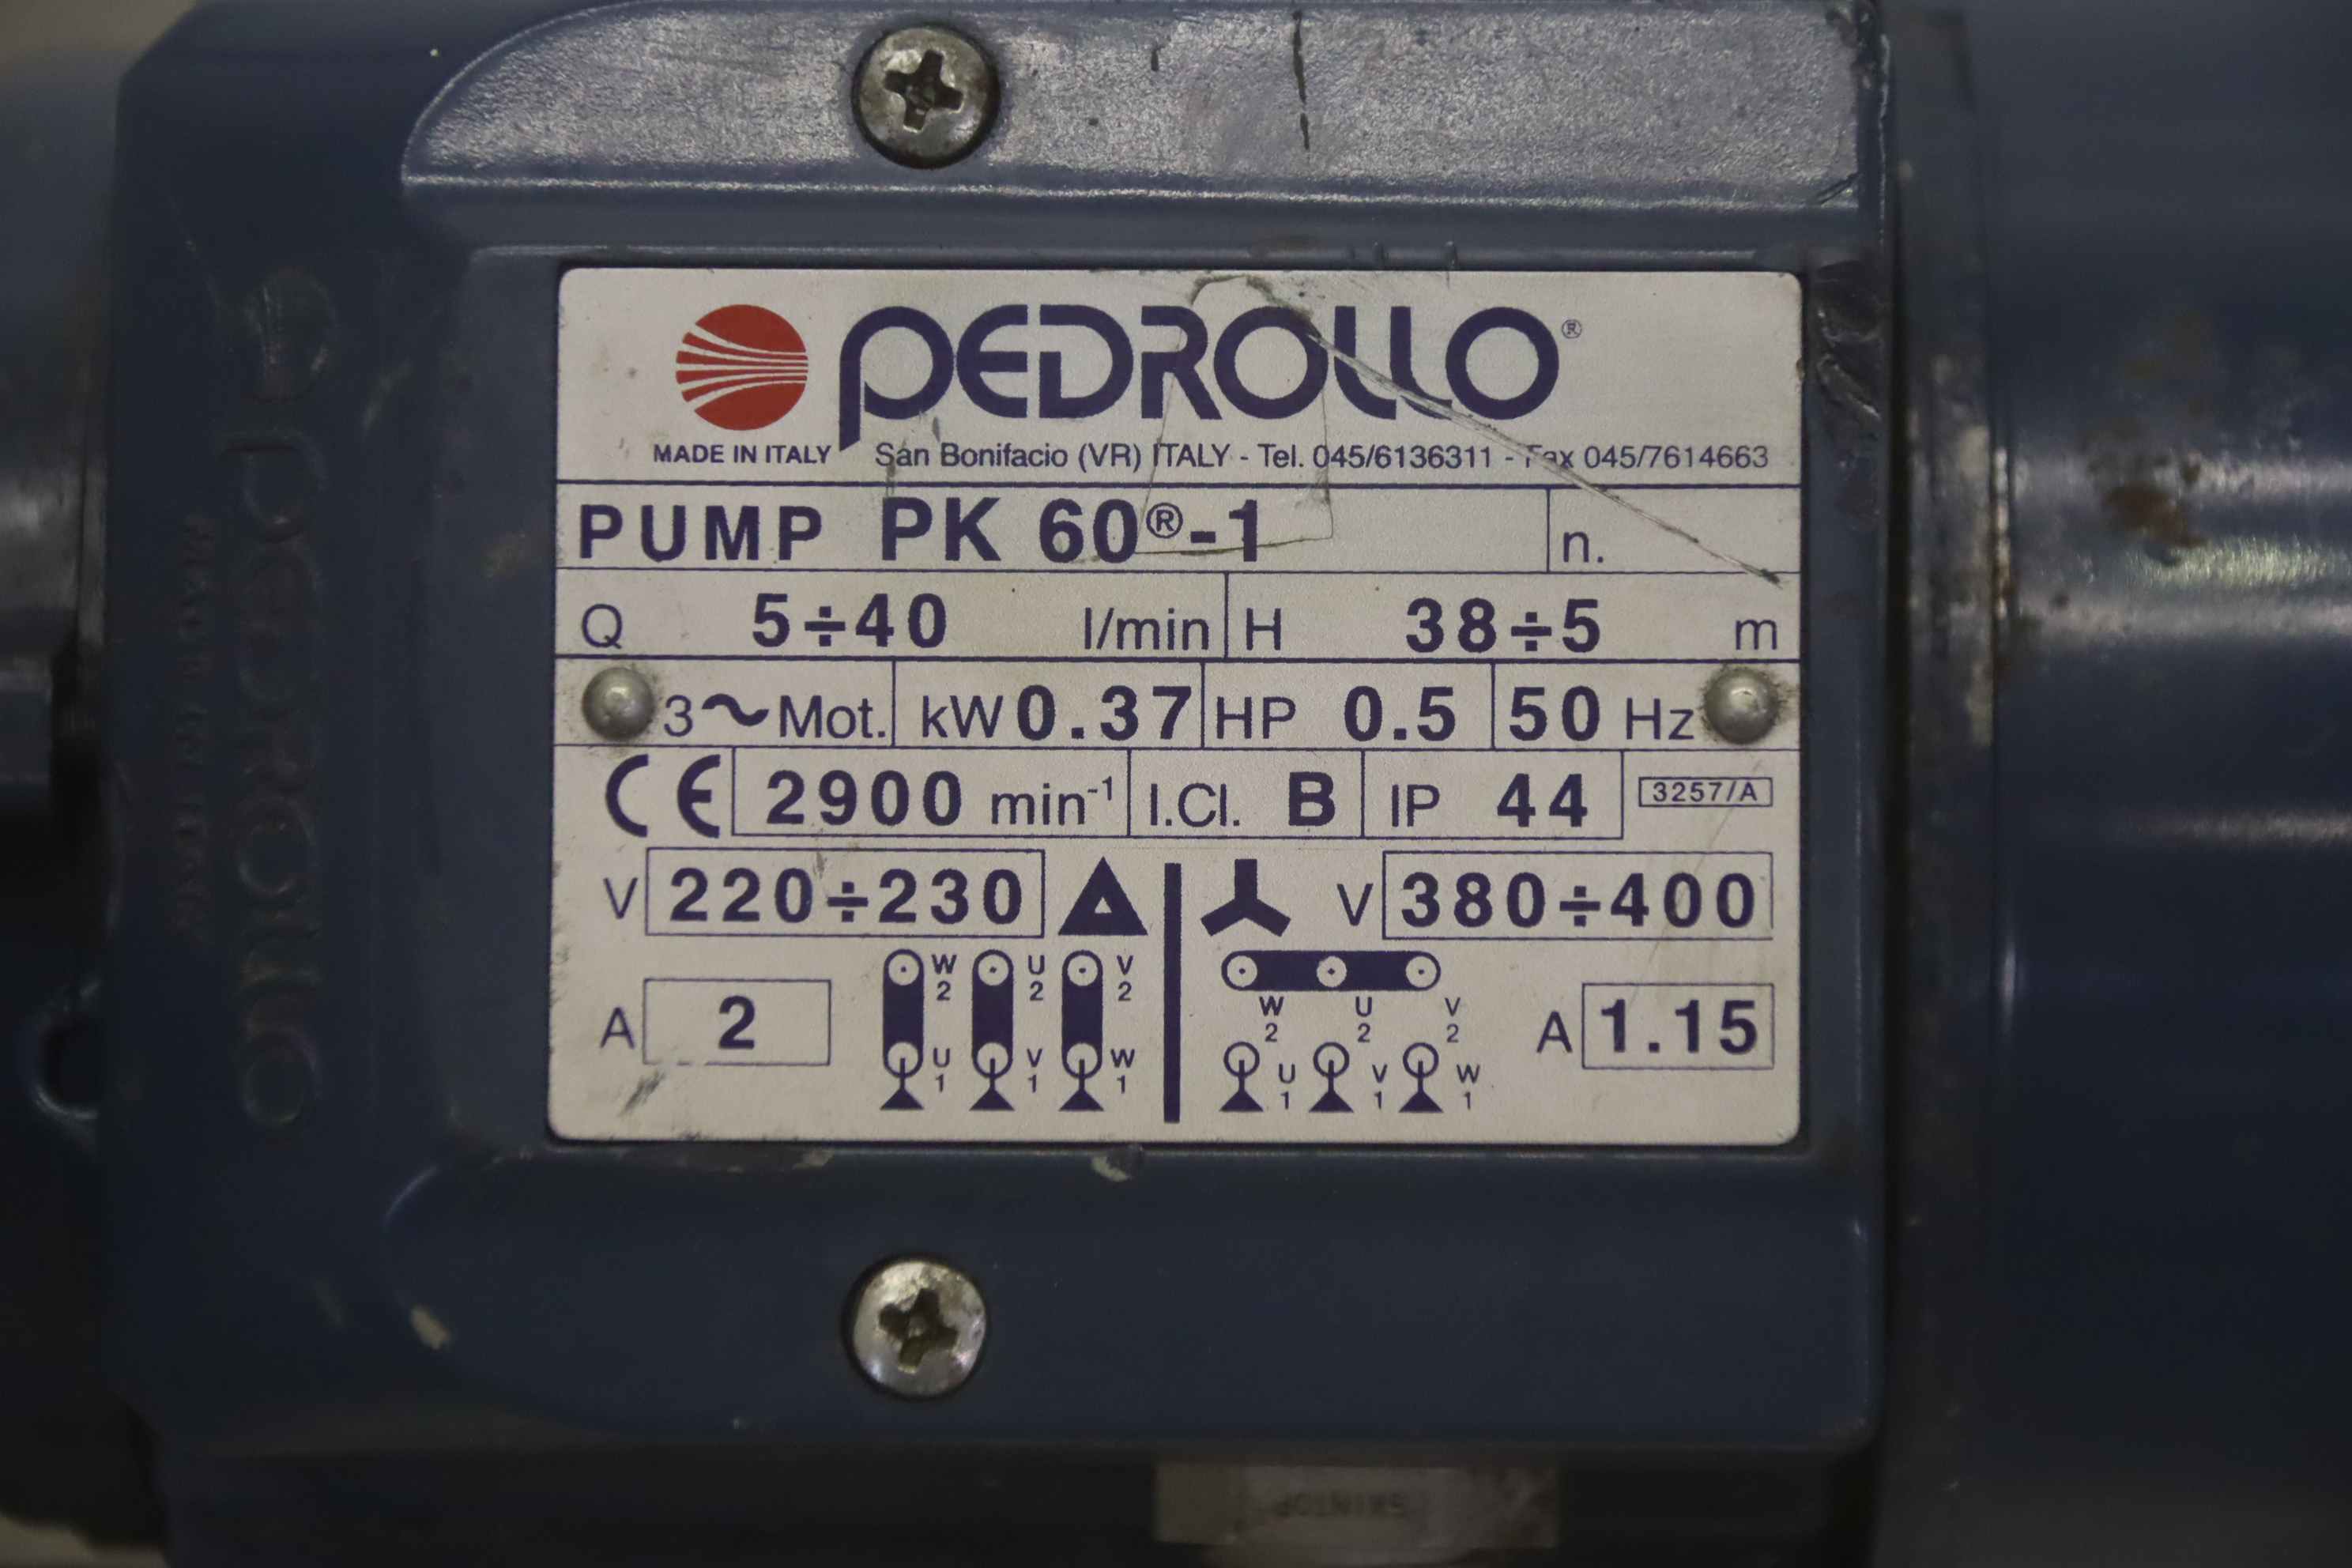 PEDROLLO®
MADE IN ITALY San Bonifacio (VR) ITALY - Tel. 045/6136311 - Fax 045/7614663
PUMP PK 60®-1 n.
Q 5÷40 l/min H 38÷5 m
3~Mot. kW 0.37 HP 0.5 50 Hz
CE 2900 min-1 I.Cl. B IP 44 3257/A
V 220÷230 V 380÷400
W2 U2 V2
W2 U2 V2
A 2 A 1.15
U1 V1 W1
U1 V1 W1
PEDROLLO